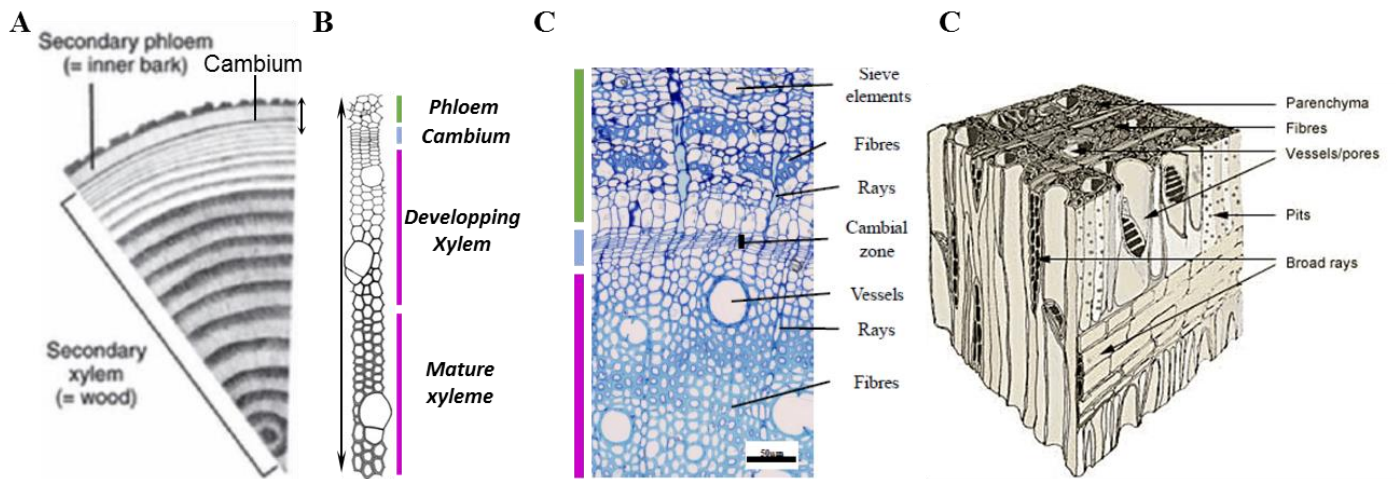 A
Secondary phloem
(= inner bark)
Cambium
Secondary
xylem
(= wood)
B
Phloem
Cambium
Developping
Xylem
Mature
xyleme
C
Sieve
elements
Fibres
Rays
Cambial
zone
Vessels
Rays
Fibres
50µm
C
Parenchyma
Fibres
Vessels/pores
Pits
Broad rays